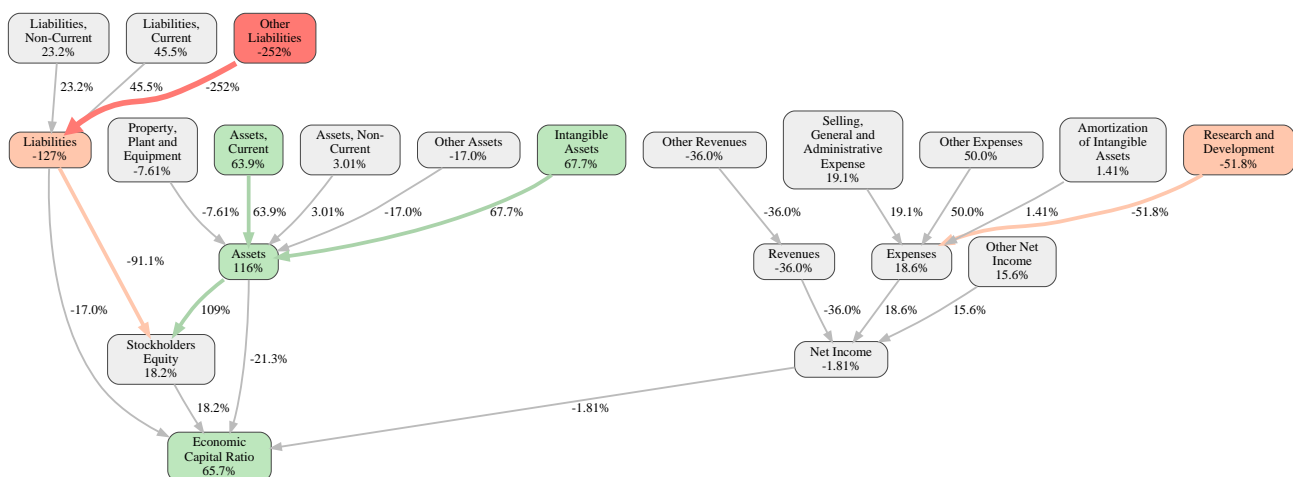 Liabilities,
Non-Current
23.2%
Liabilities,
Current
45.5%
Other
Liabilities
-252%
23.2%
45.5%
-252%
Liabilities
-127%
Property,
Plant and
Equipment
-7.61%
Assets,
Current
63.9%
Assets, Non-
Current
3.01%
Other Assets
-17.0%
Intangible
Assets
67.7%
Other Revenues
-36.0%
Selling,
General and
Administrative
Expense
19.1%
Other Expenses
50.0%
Amortization
of Intangible
Assets
1.41%
Research and
Development
-51.8%
-7.61%
63.9%
3.01%
-17.0%
67.7%
-36.0%
19.1%
50.0%
1.41%
-51.8%
-91.1%
Assets
116%
Revenues
-36.0%
Expenses
18.6%
Other Net
Income
15.6%
-17.0%
109%
-36.0%
18.6%
15.6%
Stockholders
Equity
18.2%
-21.3%
Net Income
-1.81%
18.2%
-1.81%
Economic
Capital Ratio
65.7%